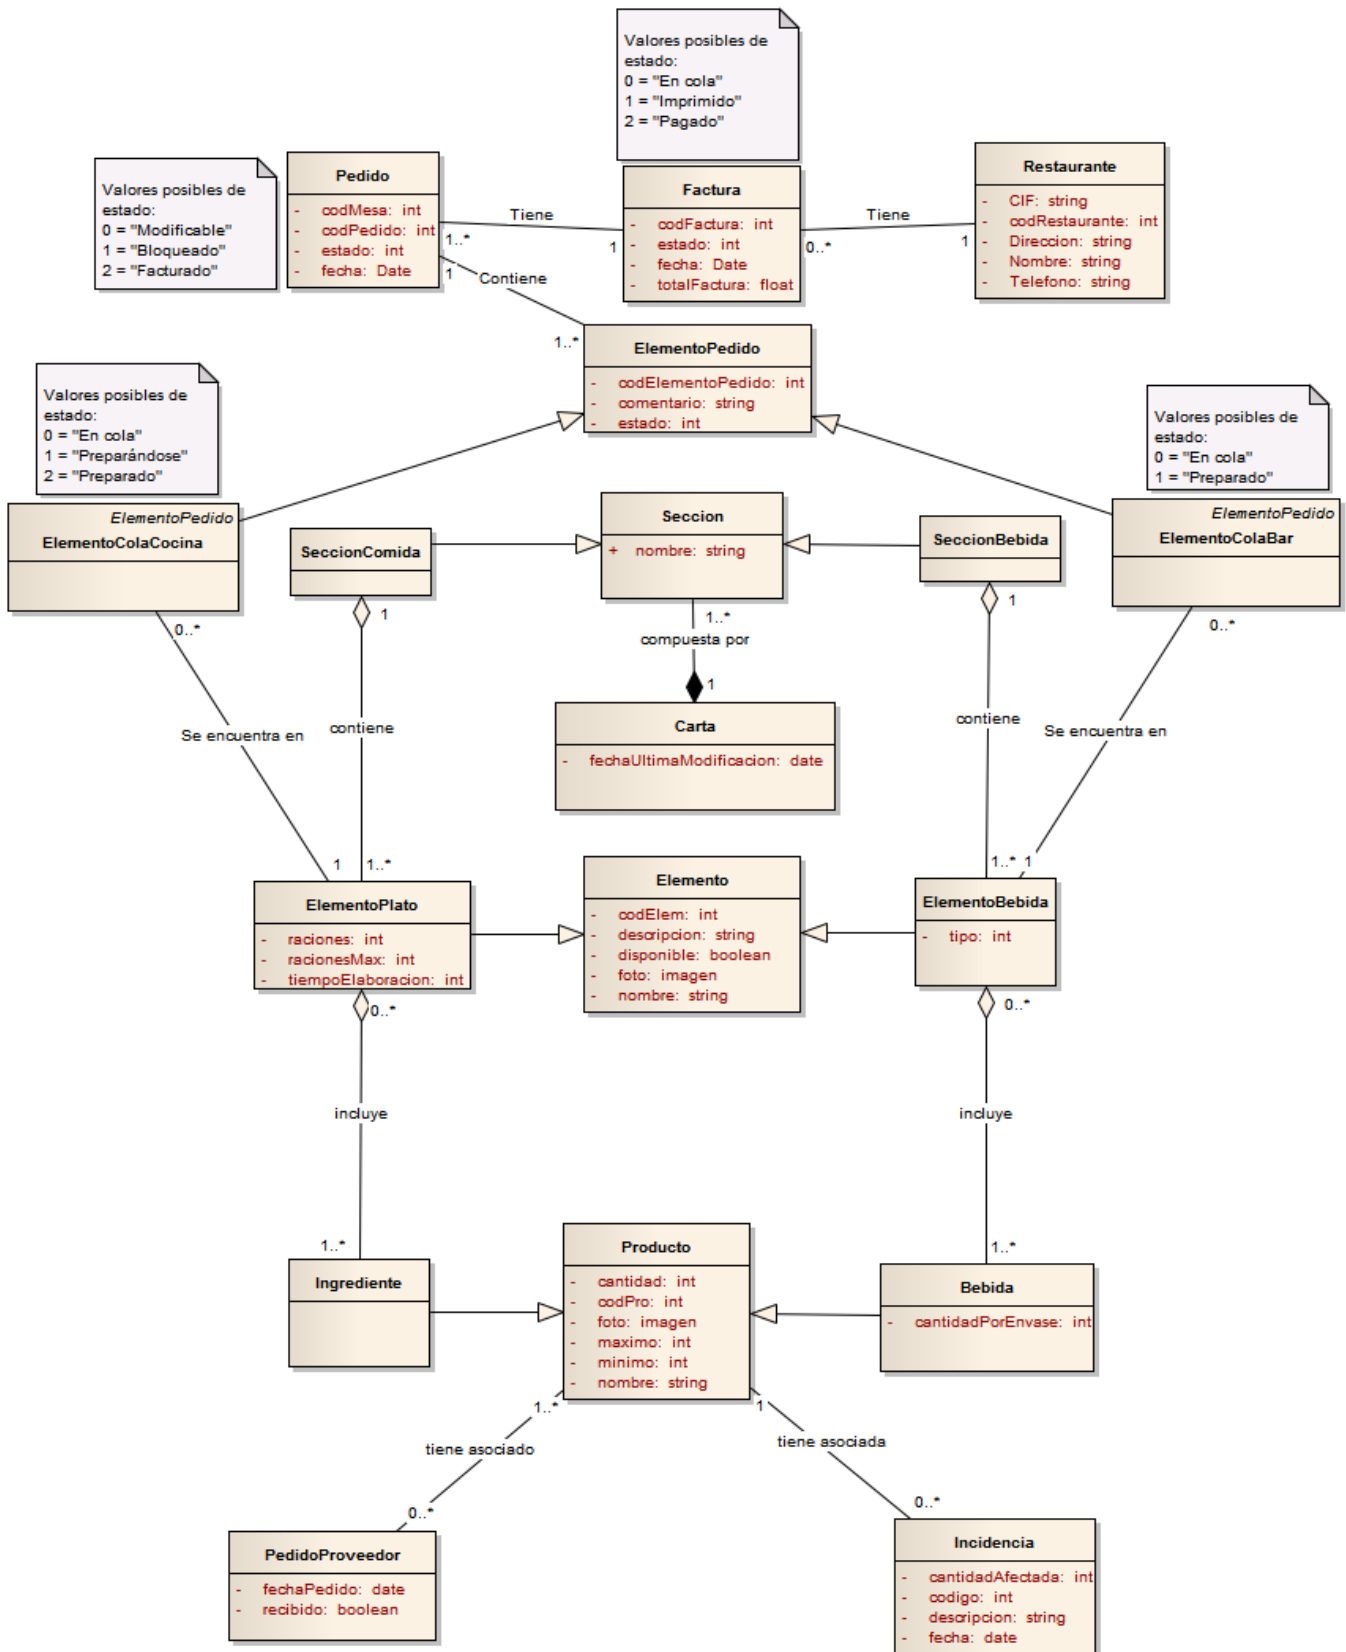 Valores posibles de
estado:
0 = "En cola"
1 = "Imprimido"
2 = "Pagado"
Valores posibles de
estado:
0 = "Modificable"
1 = "Bloqueado"
2 = "Facturado"
Pedido
- codMesa: int
- codPedido: int
- estado: int
- fecha: Date
Tiene
1..*
1
Factura
- codFactura: int
- estado: int
- fecha: Date
- totalFactura: float
Tiene
0..*
1
Restaurante
- CIF: string
- codRestaurante: int
- Direccion: string
- Nombre: string
- Telefono: string
1
Contiene
1..*
ElementoPedido
- codElementoPedido: int
- comentario: string
- estado: int
Valores posibles de
estado:
0 = "En cola"
1 = "Preparándose"
2 = "Preparado"
Valores posibles de
estado:
0 = "En cola"
1 = "Preparado"
ElementoPedido
ElementoColaCocina
SeccionComida
Seccion
+ nombre: string
SeccionBebida
ElementoPedido
ElementoColaBar
0..*
1
1..*
1
0..*
compuesta por
1
Se encuentra en
contiene
Carta
- fechaUltimaModificacion: date
contiene
Se encuentra en
1
1..*
1..*
1
ElementoPlato
- raciones: int
- racionesMax: int
- tiempoElaboracion: int
Elemento
- codElem: int
- descripcion: string
- disponible: boolean
- foto: imagen
- nombre: string
ElementoBebida
- tipo: int
0..*
0..*
incluye
incluye
1..*
1..*
Ingrediente
Producto
- cantidad: int
- codPro: int
- foto: imagen
- maximo: int
- minimo: int
- nombre: string
Bebida
- cantidadPorEnvase: int
1..*
1
tiene asociado
tiene asociada
0..*
0..*
PedidoProveedor
- fechaPedido: date
- recibido: boolean
Incidencia
- cantidadAfectada: int
- codigo: int
- descripcion: string
- fecha: date